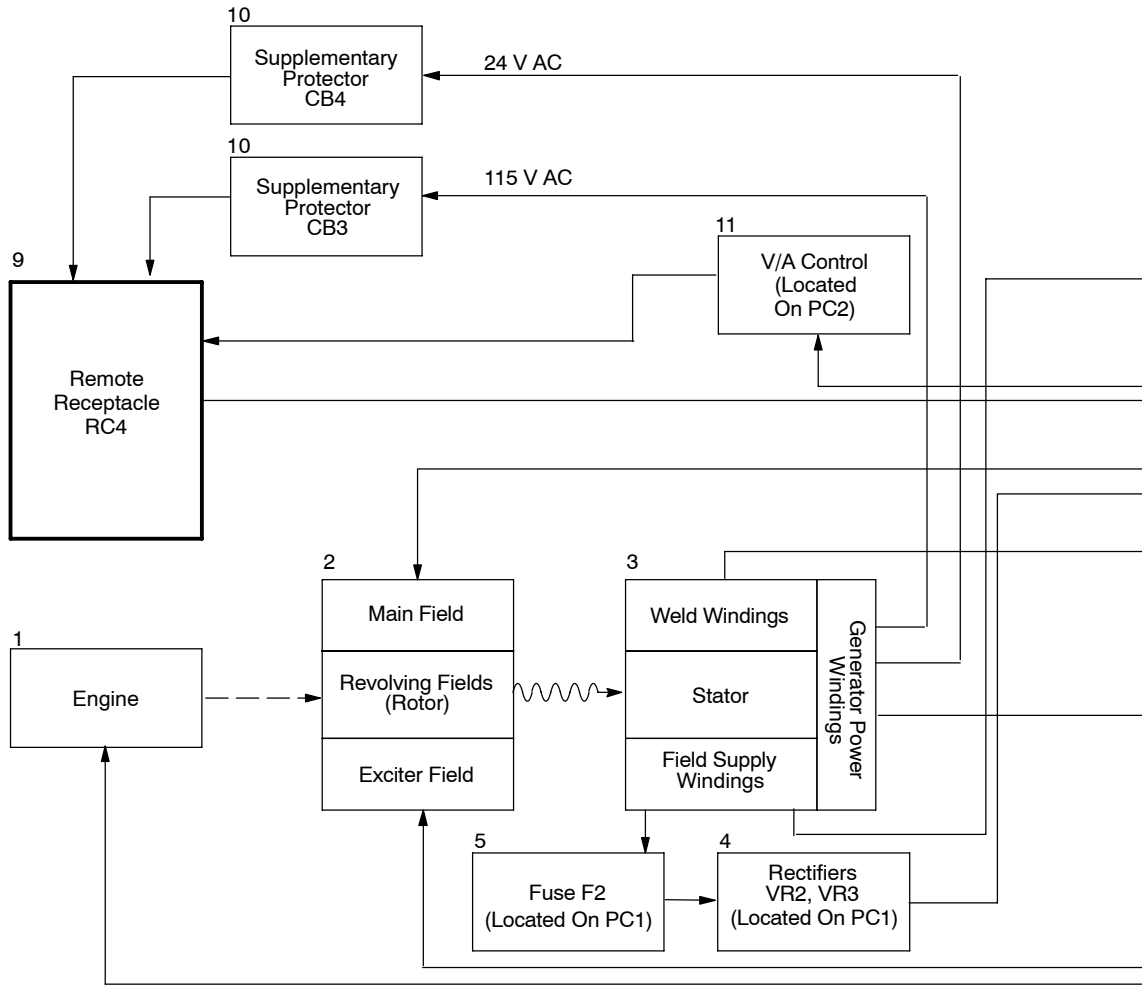 10
Supplementary
Protector
CB4
24 V AC
10
Supplementary
Protector
CB3
115 V AC
11
V/A Control
(Located
On PC2)
9
Remote
Receptacle
RC4
2
Main Field
Revolving Fields
(Rotor)
Exciter Field
3
Weld Windings
Stator
Field Supply
Windings
Generator Power
Windings
1
Engine
5
Fuse F2
(Located On PC1)
4
Rectifiers
VR2, VR3
(Located On PC1)